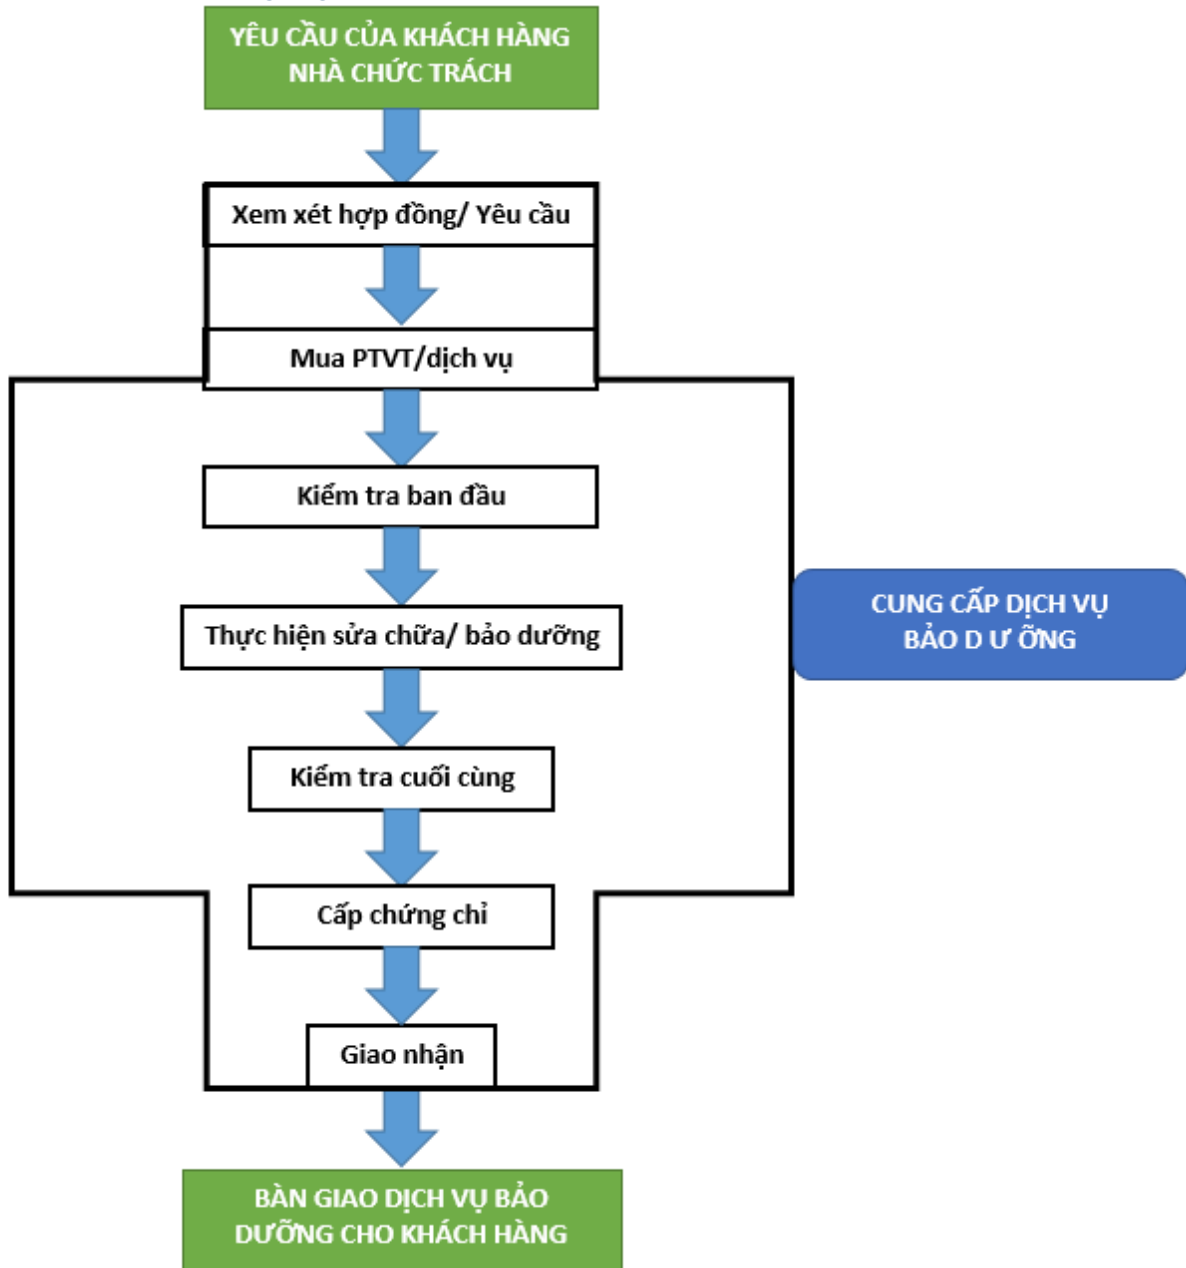 YÊU CẦU CỦA KHÁCH HÀNG
NHÀ CHỨC TRÁCH
Xem xét hợp đồng/ Yêu cầu
Mua PTVT/dịch vụ
Kiểm tra ban đầu
Thực hiện sửa chữa/ bảo dưỡng
CUNG CẤP DỊCH VỤ
BẢO D Ư ỠNG
Kiểm tra cuối cùng
Cấp chứng chỉ
Giao nhận
BÀN GIAO DỊCH VỤ BẢO
DƯỠNG CHO KHÁCH HÀNG